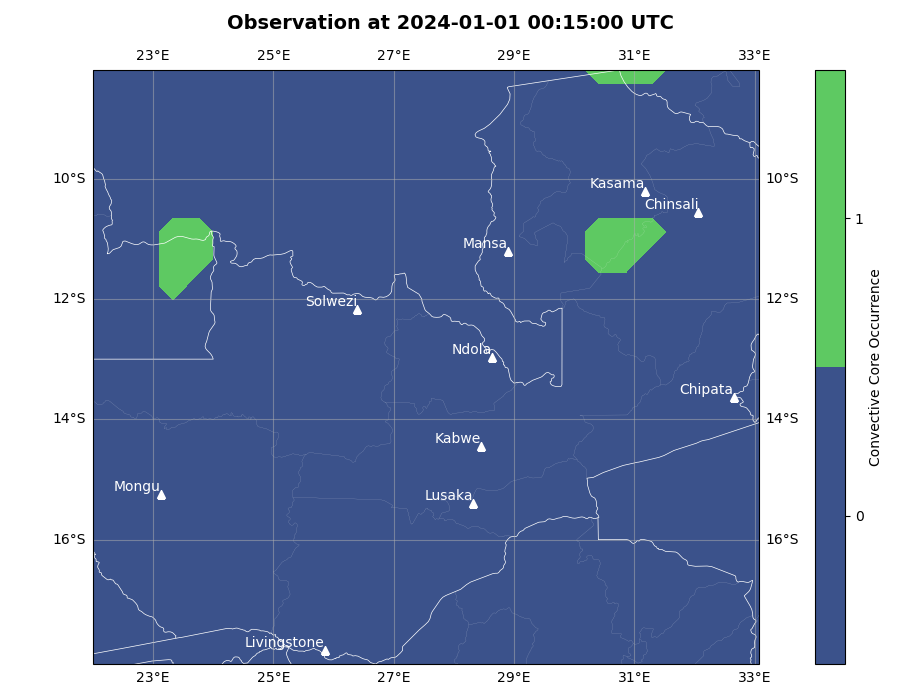 Observation at 2024-01-01 00:15:00 UTC
23°E 25°E 27°E 29°E 31°E 33°E
10°S 10°S
Kasama
Chinsali
1
Mansa
12°S 12°S
Solwezi
Ndola
Chipata
Convective Core Occurrence
14°S 14°S
Kabwe
Mongu
Lusaka
0
16°S 16°S
Livingstone
23°E 25°E 27°E 29°E 31°E 33°E